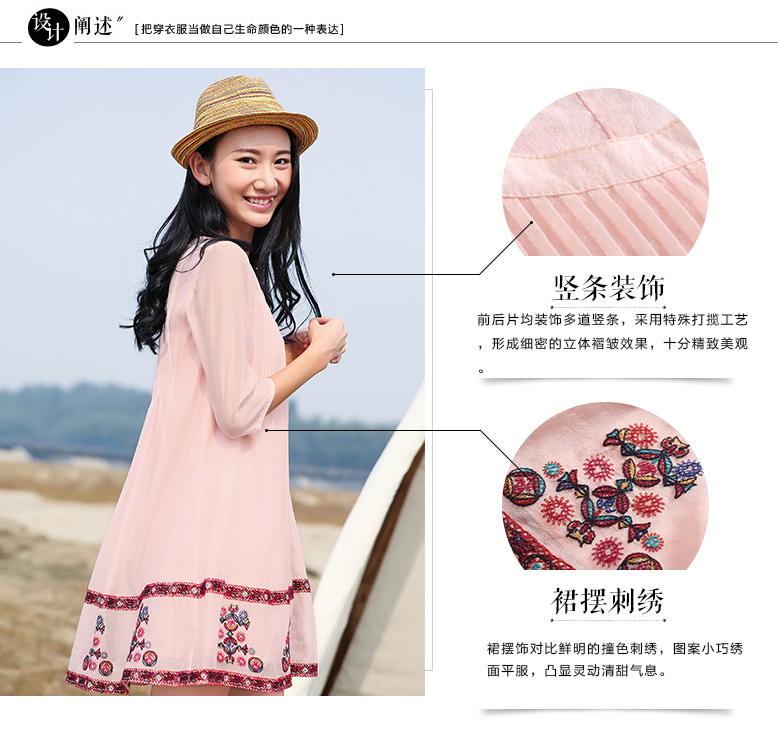 设计 阐述 [把穿衣服当做自己生命颜色的一种表达]
竖条装饰
前后片均装饰多道竖条，采用特殊打揽工艺
，形成细密的立体褶皱效果，十分精致美观
。
裙摆刺绣
裙摆饰对比鲜明的撞色刺绣，图案小巧绣
面平服，凸显灵动清甜气息。